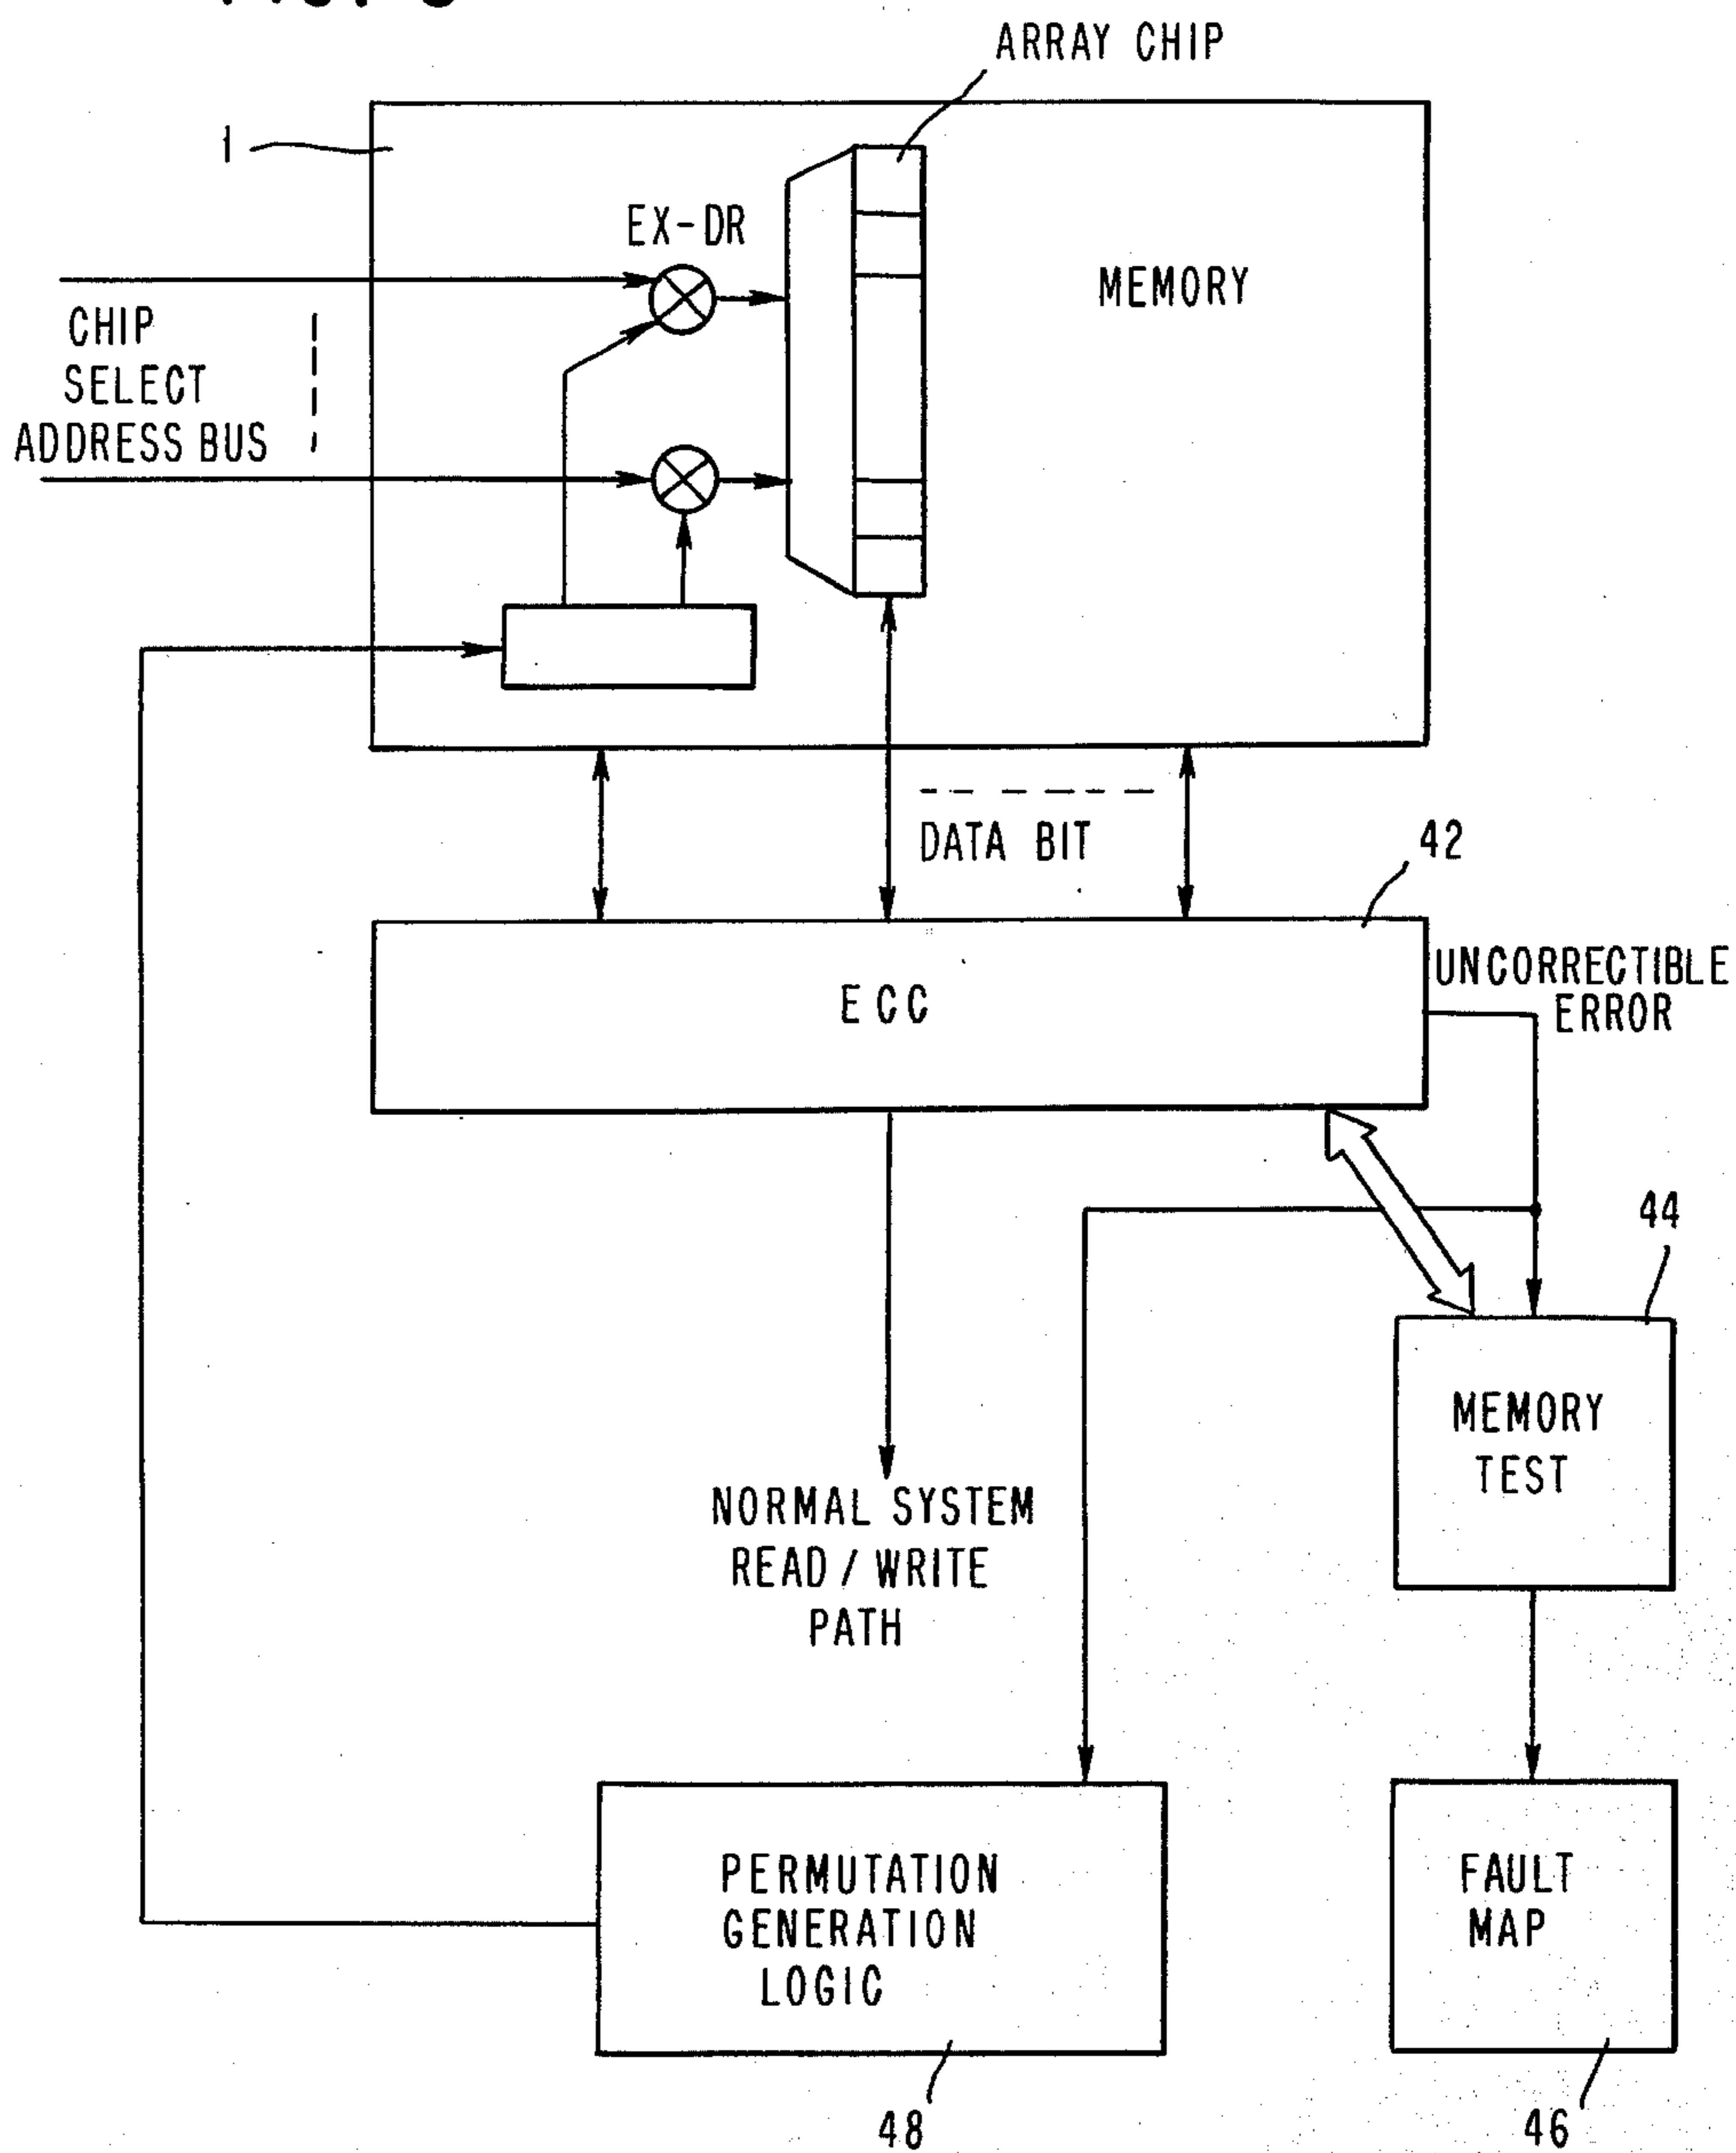 ARRAY CHIP
1
EX-DR
MEMORY
CHIP
SELECT
ADDRESS BUS
DATA BIT
42
ECC
UNCORRECTIBLE
ERROR
44
MEMORY
TEST
NORMAL SYSTEM
READ / WRITE
PATH
PERMUTATION
GENERATION
LOGIC
FAULT
MAP
48
46